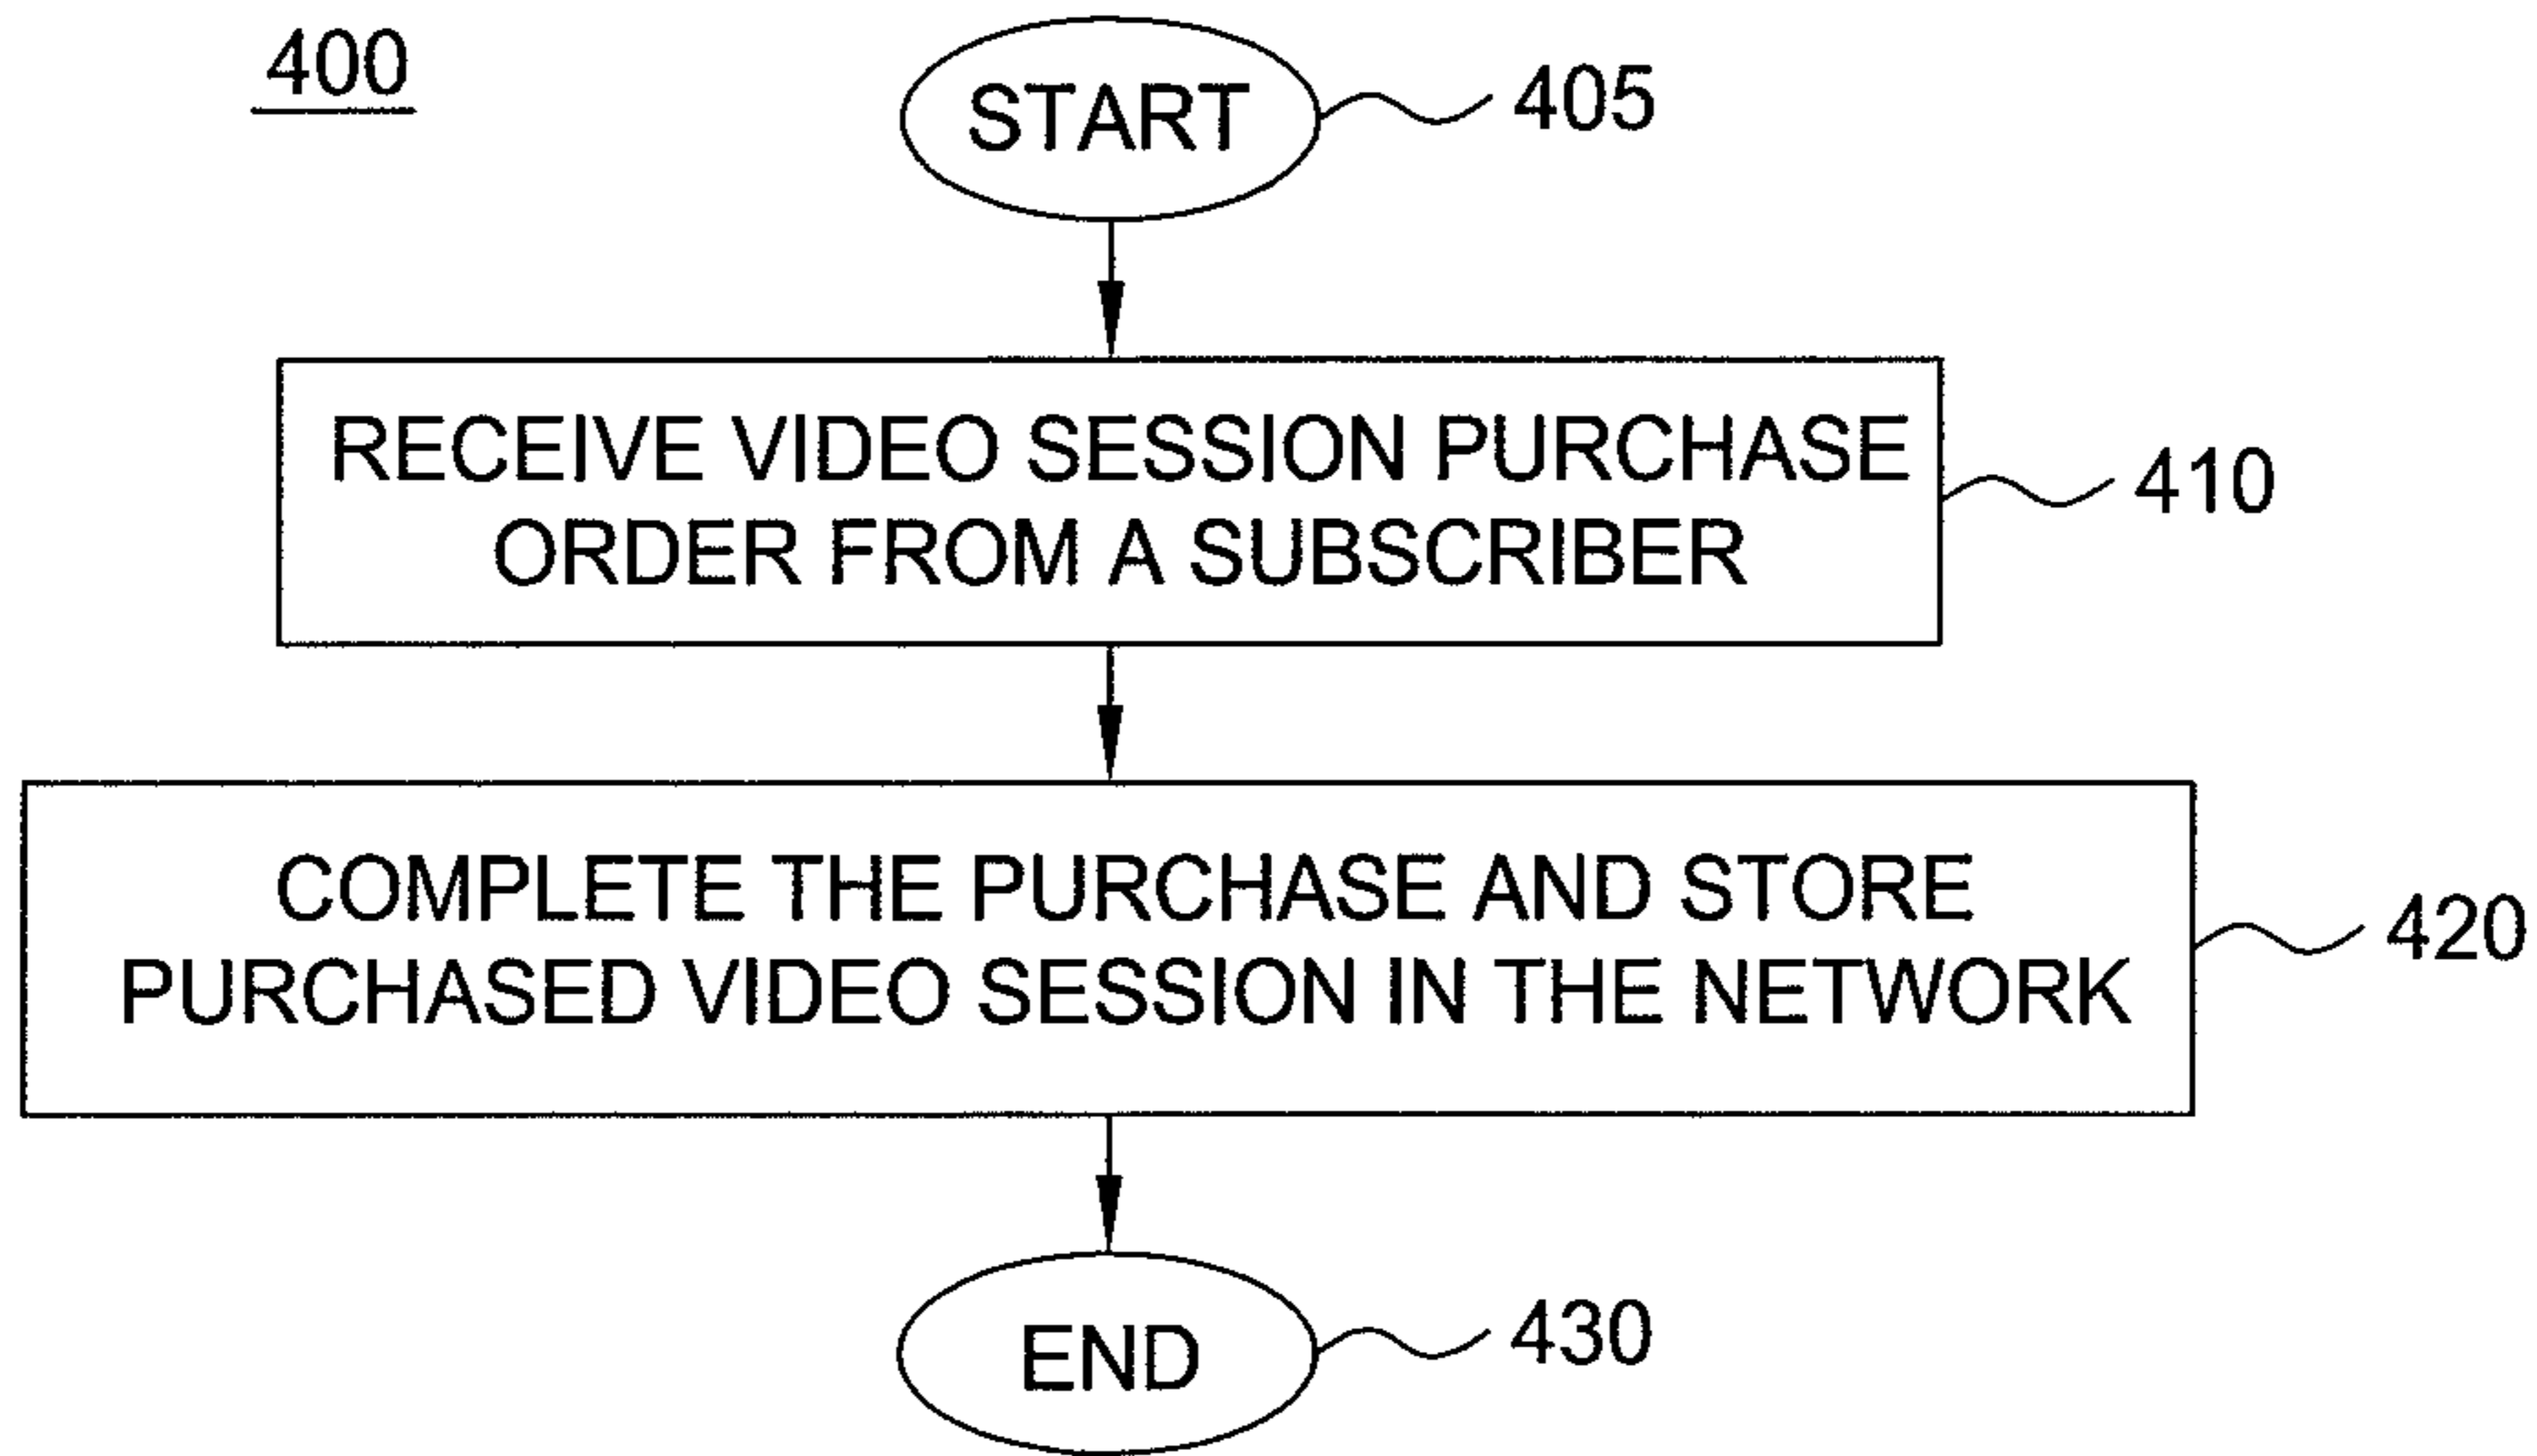 400
START
405
RECEIVE VIDEO SESSION PURCHASE
ORDER FROM A SUBSCRIBER
410
COMPLETE THE PURCHASE AND STORE
PURCHASED VIDEO SESSION IN THE NETWORK
420
END
430